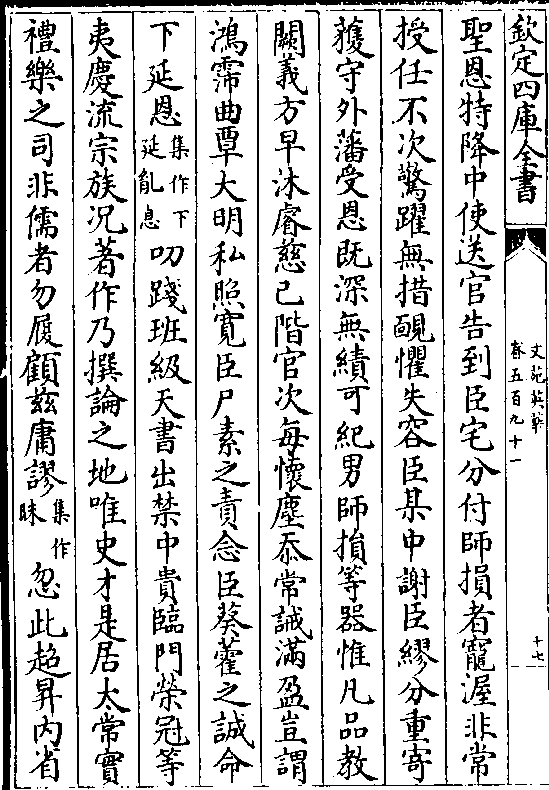 欽定四庫全書
文苑英華
卷五百九十一
十七
聖恩特降中使送官告到臣宅分付師損者寵渥非常
授任不次驚躍無措靦懼失容臣某中謝臣繆分重寄
䕶守外藩受恩既深無績可紀男師損等器惟凡品教
闕義方早沐睿慈已階官次每懷塵忝常誡滿盈豈謂
鴻霈曲覃大明私照寛臣尸素之責念臣葵藿之誠命
下延恩集作下延飢息叨踐班級天書出禁中貴臨門榮冠等
夷慶流宗族况著作乃撰論之地唯史才是居太常實
禮樂之司非儒者勿履顧兹庸謬集作昧忽此超昇内省